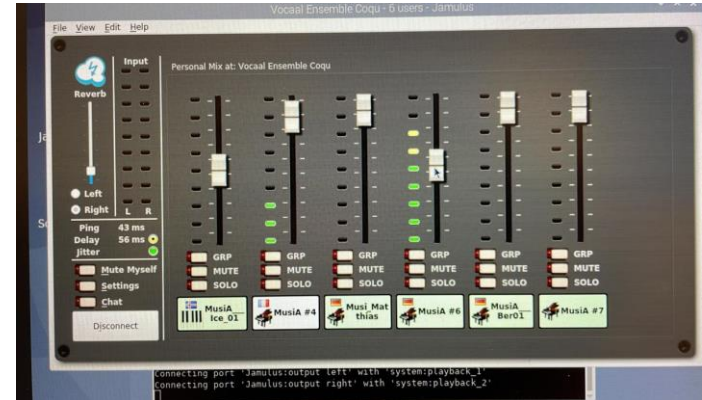 Vocaal Ensemble Coqu - 6 users - Jamulus
File View Edit Help
Input
Reverb
Left
Right
L R
Ping 43 ms
Delay 56 ms
Jitter
Mute Myself
Settings
Chat
Disconnect
Personal Mix at: Vocaal Ensemble Coqu
GRP GRP GRP GRP GRP GRP
MUTE MUTE MUTE MUTE MUTE MUTE
SOLO SOLO SOLO SOLO SOLO SOLO
MusiA__
Ice_01
MusiA #4
Musi_Mat
thias
MusiA #6
MusiA__
Ber01
MusiA #7
Connecting port 'Jamulus:output left' with 'system:playback_1'
Connecting port 'Jamulus:output right' with 'system:playback_2'